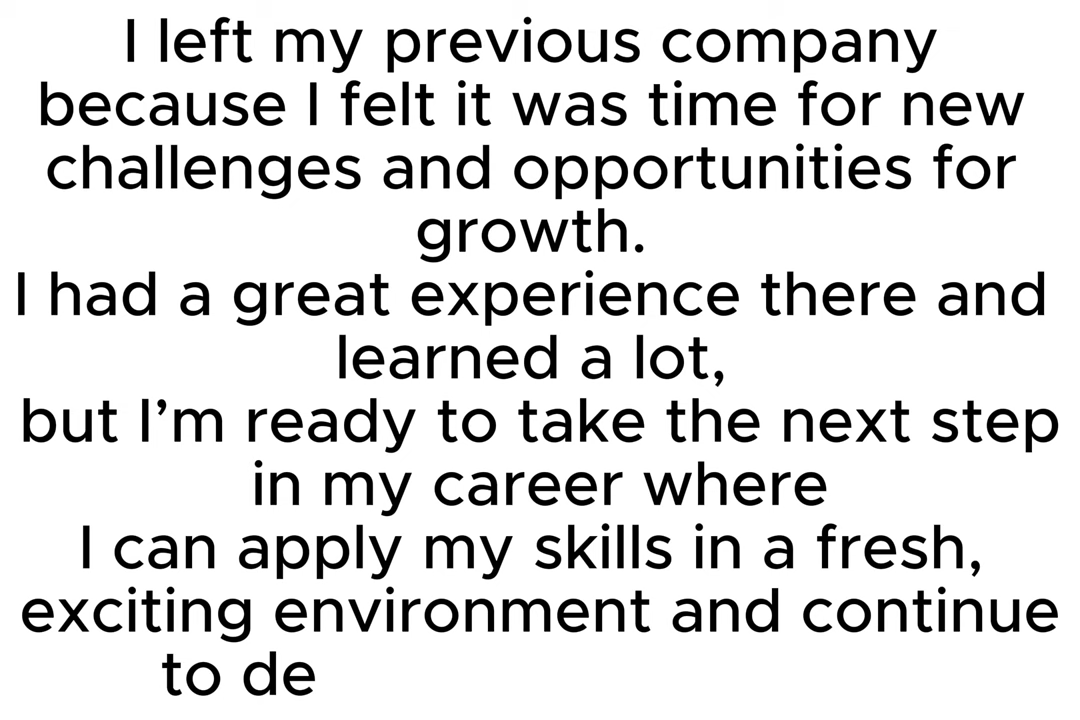 I left my previous company
because I felt it was time for new
challenges and opportunities for
growth.
I had a great experience there and
learned a lot,
but I’m ready to take the next step
in my career where
I can apply my skills in a fresh,
exciting environment and continue
to de